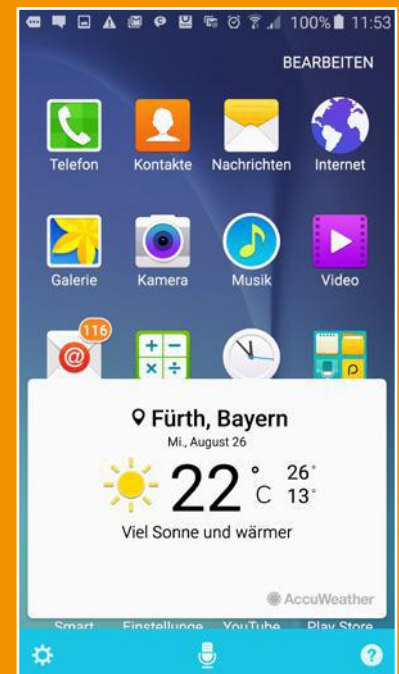 100% 11:53
BEARBEITEN
Telefon Kontakte Nachrichten Internet
Galerie Kamera Musik Video
116
@
Fürth, Bayern
Mi., August 26
22°C 26°
13°
Viel Sonne und wärmer
AccuWeather
Smart Einstellunge YouTube Play Store
?